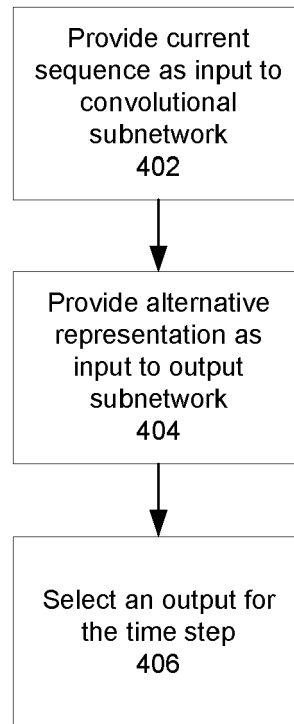 Provide current
sequence as input to
convolutional
subnetwork
402
Provide alternative
representation as
input to output
subnetwork
404
Select an output for
the time step
406